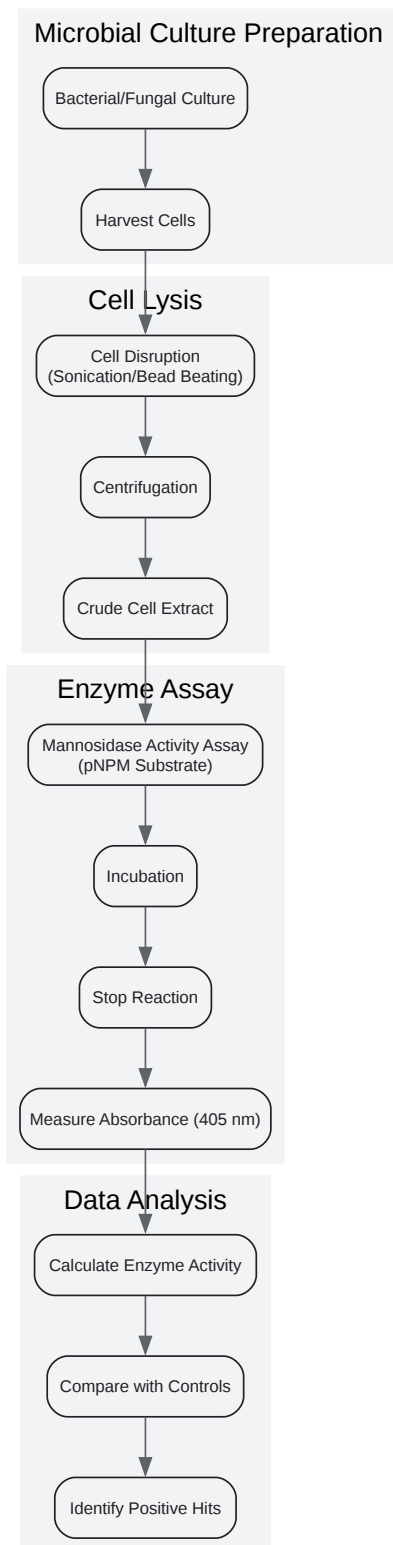 Microbial Culture Preparation
Bacterial/Fungal Culture
Harvest Cells
Cell Lysis
Cell Disruption
(Sonication/Bead Beating)
Centrifugation
Crude Cell Extract
Enzyme Assay
Mannosidase Activity Assay
(pNPM Substrate)
Incubation
Stop Reaction
Measure Absorbance (405 nm)
Data Analysis
Calculate Enzyme Activity
Compare with Controls
Identify Positive Hits